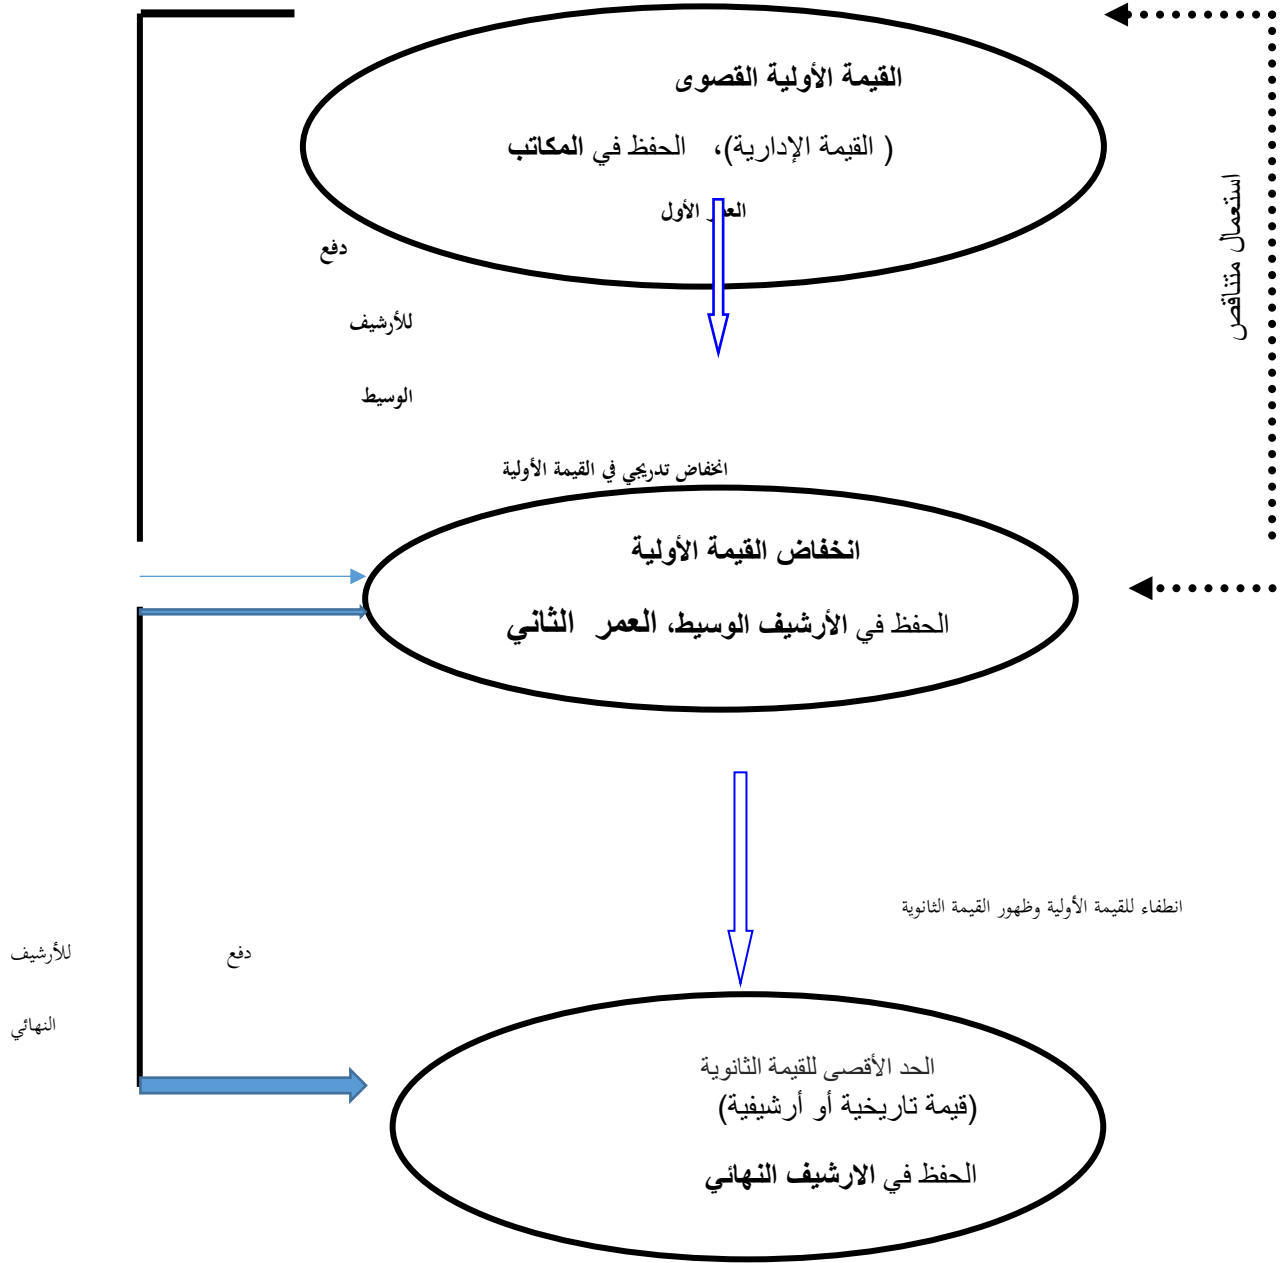 القيمة الأولية القصوى
( القيمة الإدارية)، الحفظ في المكاتب
العمر الأول
استعمال متناقص
دفع
للأرشيف
الوسيط
انخفاض تدريجي في القيمة الأولية
انخفاض القيمة الأولية
الحفظ في الأرشيف الوسيط، العمر الثاني
انطفاء للقيمة الأولية وظهور القيمة الثانوية
دفع للأرشيف
النهائي
الحد الأقصى للقيمة الثانوية
(قيمة تاريخية أو أرشيفية)
الحفظ في الارشيف النهائي